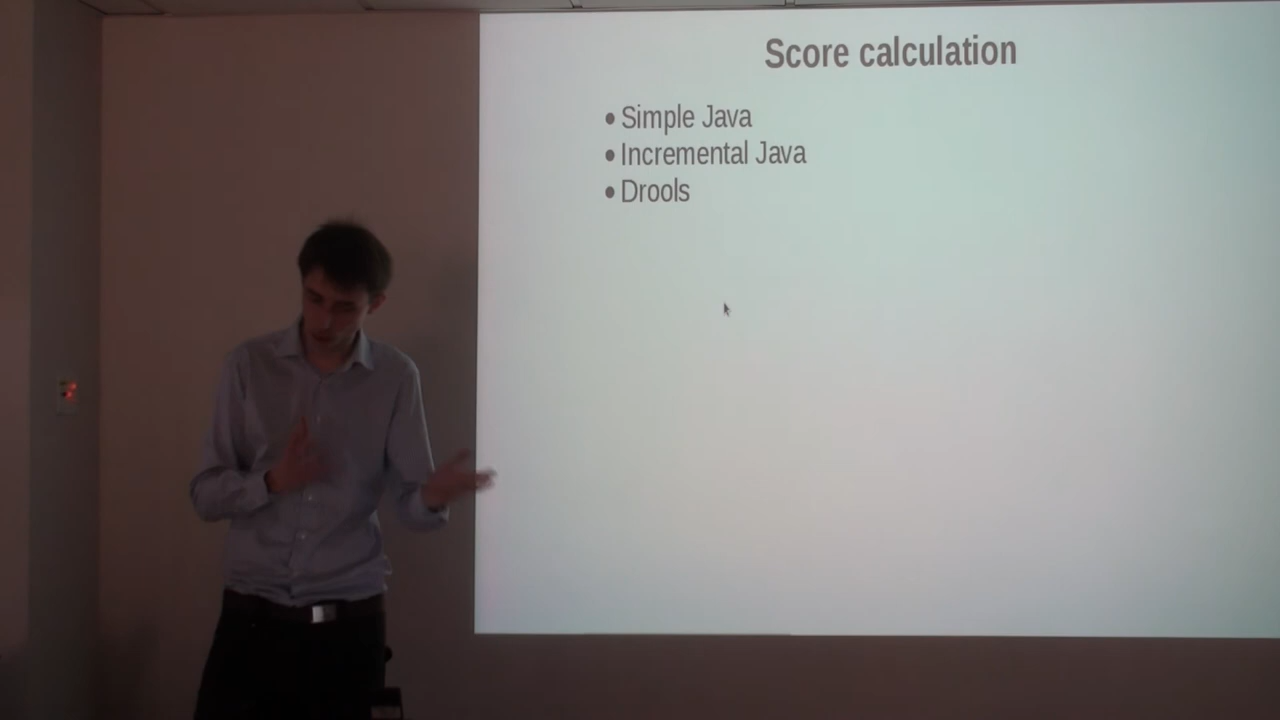 Score calculation
• Simple Java
• Incremental Java
• Drools